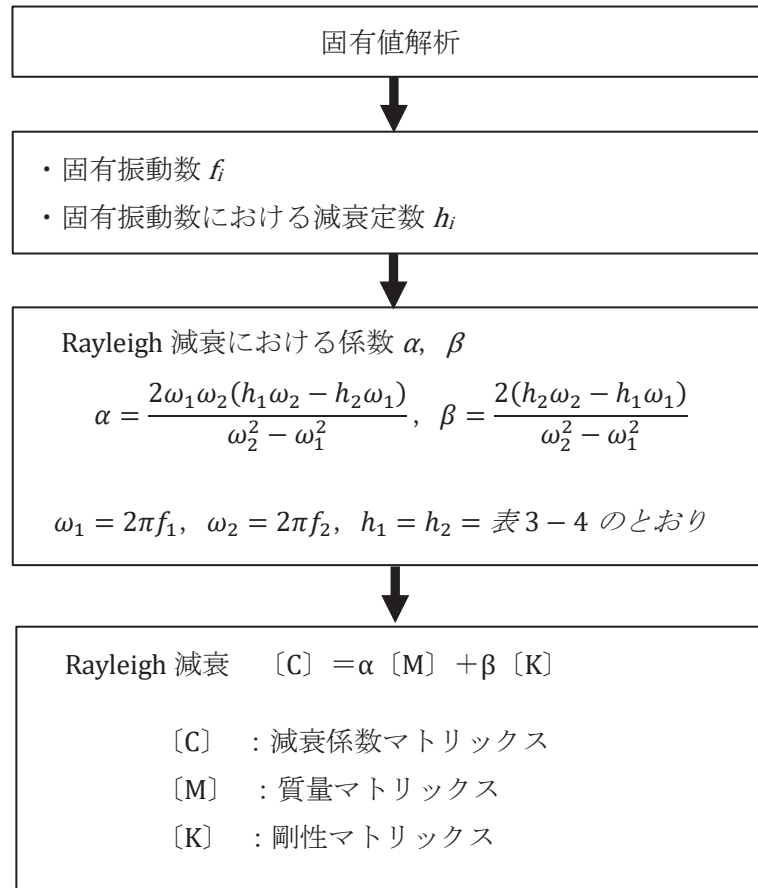 固有値解析
・固有振動数 fᵢ
・固有振動数における減衰定数 hᵢ
Rayleigh 減衰における係数 α, β
α = 2ω₁ω₂(h₁ω₂ − h₂ω₁) / ω₂² − ω₁², β = 2(h₂ω₂ − h₁ω₁) / ω₂² − ω₁²
ω₁ = 2πf₁, ω₂ = 2πf₂, h₁ = h₂ = 表 3 − 4 のとおり
Rayleigh 減衰 〔C〕=α〔M〕+β〔K〕
〔C〕 :減衰係数マトリックス
〔M〕 :質量マトリックス
〔K〕 :剛性マトリックス